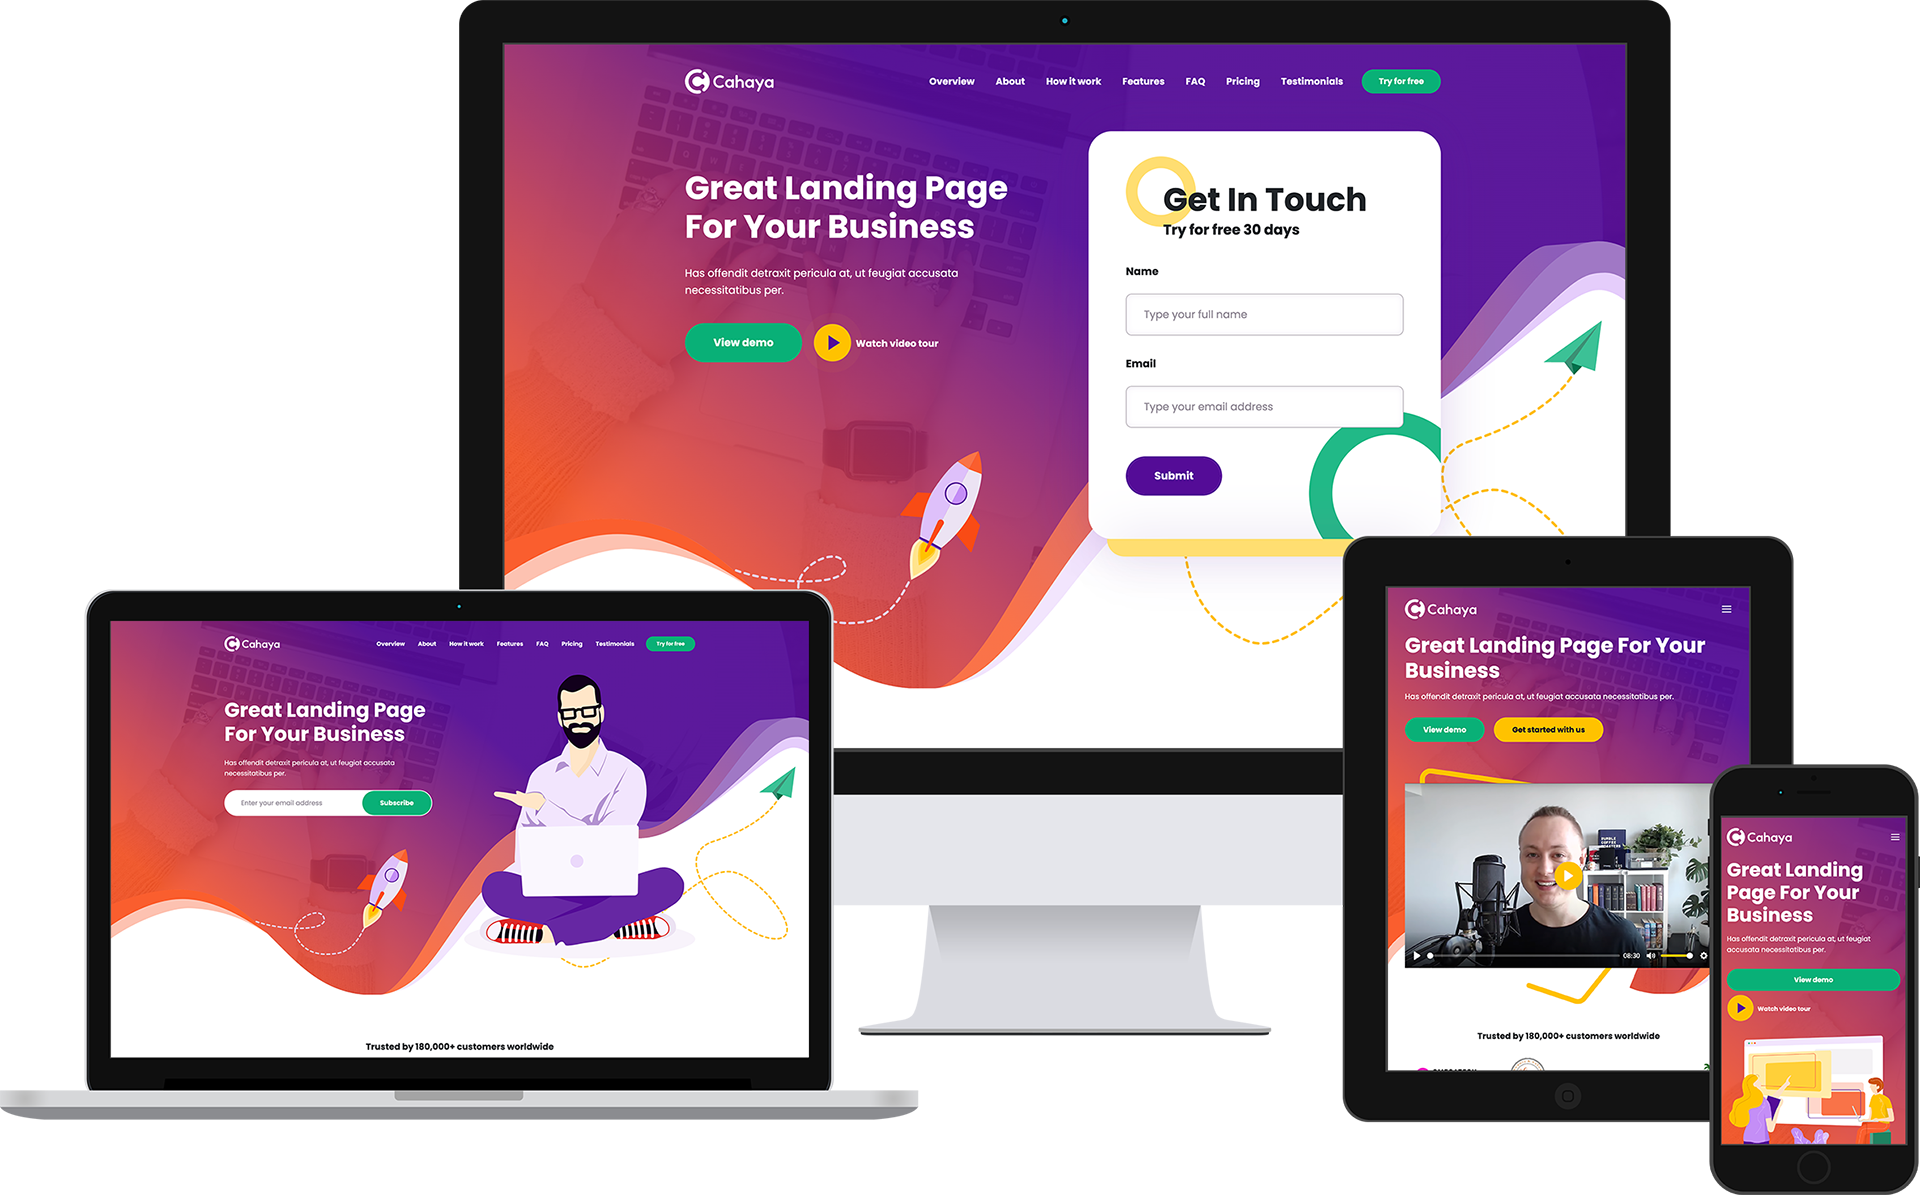 Cahaya
Overview About How it work Features FAQ Pricing Testimonials Try for free
Great Landing Page
For Your Business
Has offendit detraxit pericula at, ut feugiat accusata
necessitatibus per.
View demo
Watch video tour
Get In Touch
Try for free 30 days
Name
Type your full name
Email
Type your email address
Submit
Cahaya
Overview About How it work Features FAQ Pricing Testimonials Try for free
Great Landing Page
For Your Business
Has offendit detraxit pericula at, ut feugiat accusata
necessitatibus per.
Enter your email address Subscribe
Trusted by 180,000+ customers worldwide
Cahaya
Great Landing Page For Your
Business
Has offendit detraxit pericula at, ut feugiat accusata necessitatibus per.
View demo Get started with us
08:30
Trusted by 180,000+ customers worldwide
Cahaya
Great Landing
Page For Your
Business
Has offendit detraxit pericula at, ut feugiat
accusata necessitatibus per.
View demo
Watch video tour